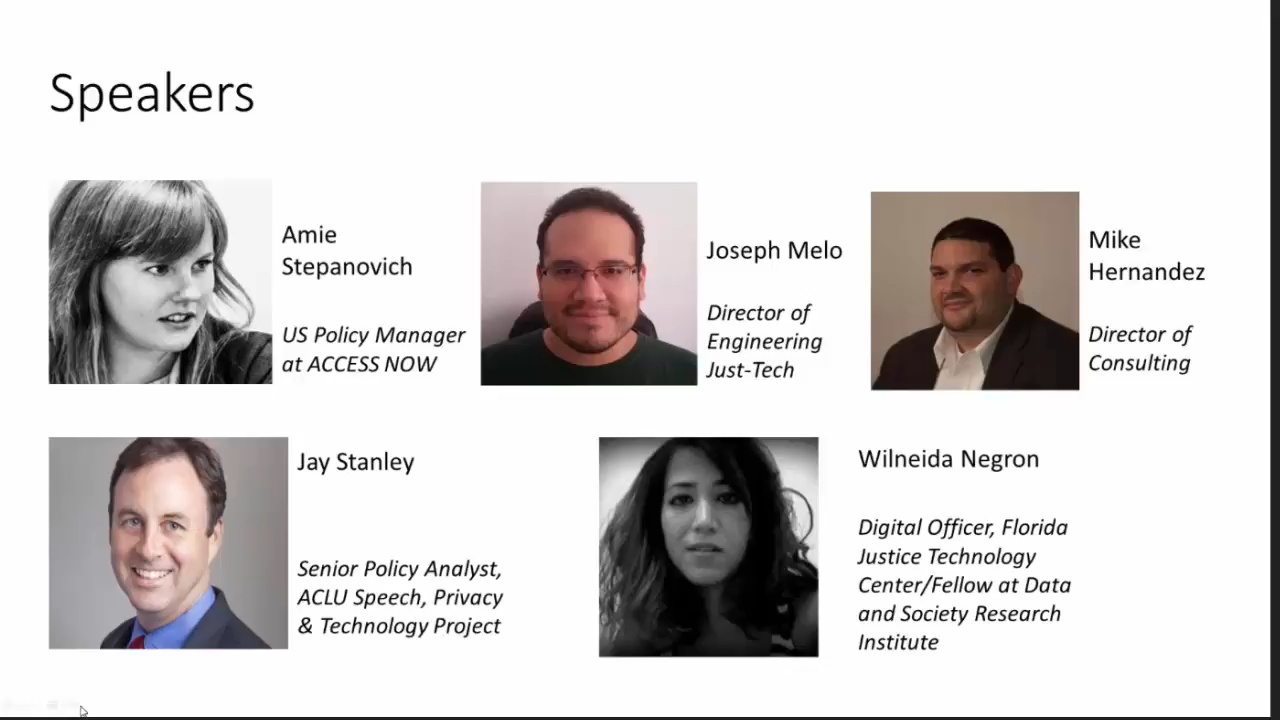 Speakers
Amie
Stepanovich
US Policy Manager
at ACCESS NOW
Joseph Melo
Director of
Engineering
Just-Tech
Mike
Hernandez
Director of
Consulting
Jay Stanley
Senior Policy Analyst,
ACLU Speech, Privacy
& Technology Project
Wilneida Negron
Digital Officer, Florida
Justice Technology
Center/Fellow at Data
and Society Research
Institute